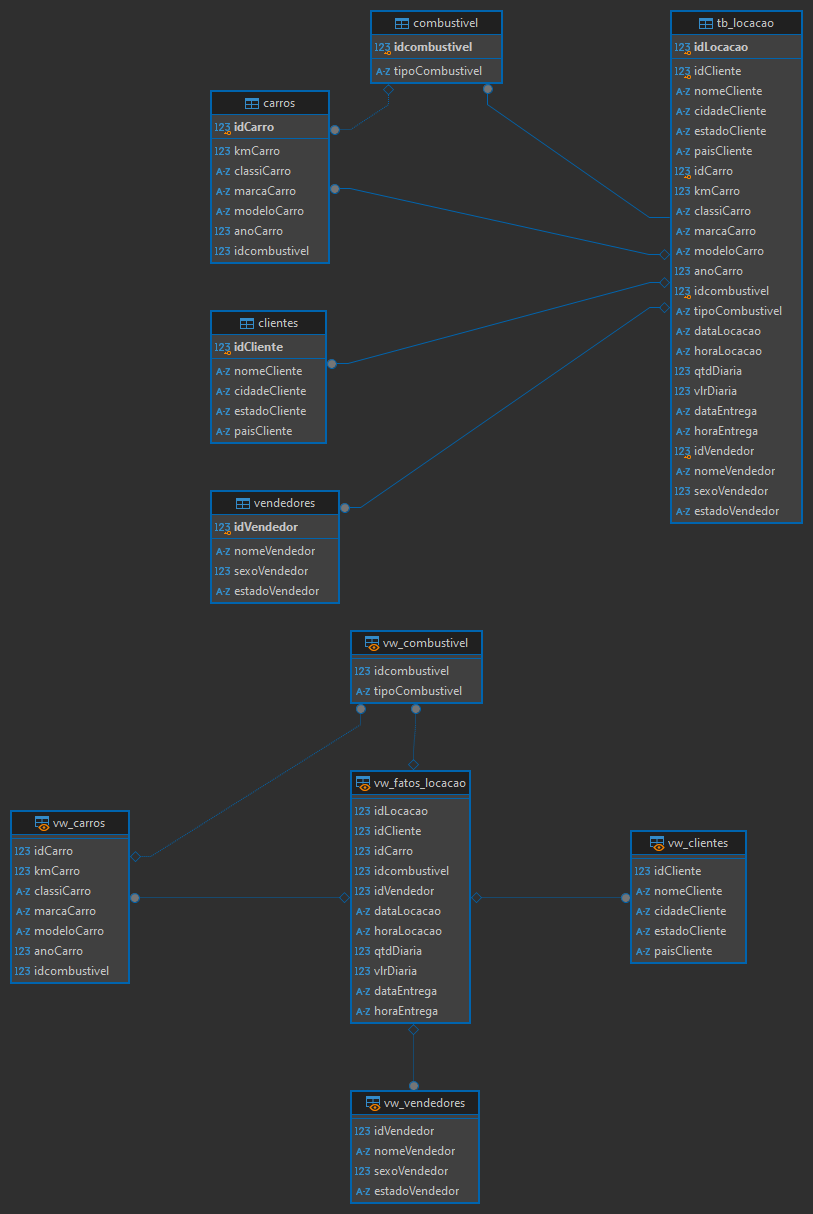 combustivel
123 idcombustivel
A-Z tipoCombustivel
carros
123 idCarro
123 kmCarro
A-Z classiCarro
A-Z marcaCarro
A-Z modeloCarro
123 anoCarro
123 idcombustivel
clientes
123 idCliente
A-Z nomeCliente
A-Z cidadeCliente
A-Z estadoCliente
A-Z paisCliente
vendedores
123 idVendedor
A-Z nomeVendedor
123 sexoVendedor
A-Z estadoVendedor
tb_locacao
123 idLocacao
123 idCliente
A-Z nomeCliente
A-Z cidadeCliente
A-Z estadoCliente
A-Z paisCliente
123 idCarro
123 kmCarro
A-Z classiCarro
A-Z marcaCarro
A-Z modeloCarro
123 anoCarro
123 idcombustivel
A-Z tipoCombustivel
A-Z dataLocacao
A-Z horaLocacao
123 qtdDiaria
123 vlrDiaria
A-Z dataEntrega
A-Z horaEntrega
123 idVendedor
A-Z nomeVendedor
123 sexoVendedor
A-Z estadoVendedor
vw_combustivel
123 idcombustivel
A-Z tipoCombustivel
vw_carros
123 idCarro
123 kmCarro
A-Z classiCarro
A-Z marcaCarro
A-Z modeloCarro
123 anoCarro
123 idcombustivel
vw_fatos_locacao
123 idLocacao
123 idCliente
123 idCarro
123 idcombustivel
123 idVendedor
A-Z dataLocacao
A-Z horaLocacao
123 qtdDiaria
123 vlrDiaria
A-Z dataEntrega
A-Z horaEntrega
vw_clientes
123 idCliente
A-Z nomeCliente
A-Z cidadeCliente
A-Z estadoCliente
A-Z paisCliente
vw_vendedores
123 idVendedor
A-Z nomeVendedor
123 sexoVendedor
A-Z estadoVendedor